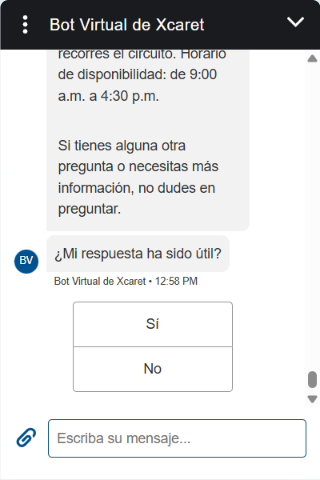 Bot Virtual de Xcaret
recorres el circuito. Horario
de disponibilidad: de 9:00
a.m. a 4:30 p.m.
Si tienes alguna otra
pregunta o necesitas más
información, no dudes en
preguntar.
¿Mi respuesta ha sido útil?
BV
Bot Virtual de Xcaret • 12:58 PM
Sí
No
Escriba su mensaje...